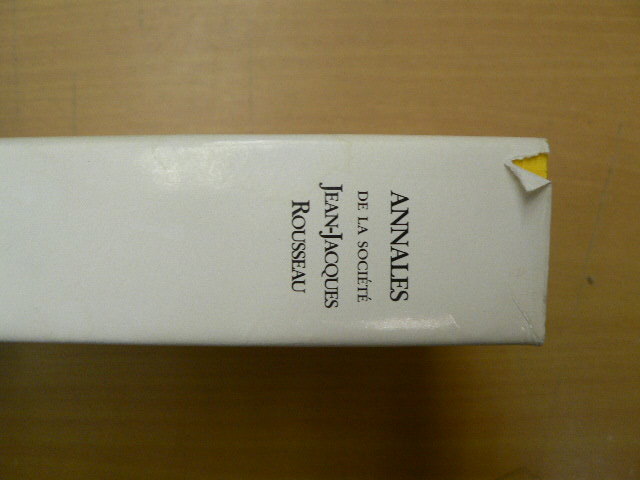 ANNALES
DE LA SOCIÉTÉ
JEAN-JACQUES
ROUSSEAU